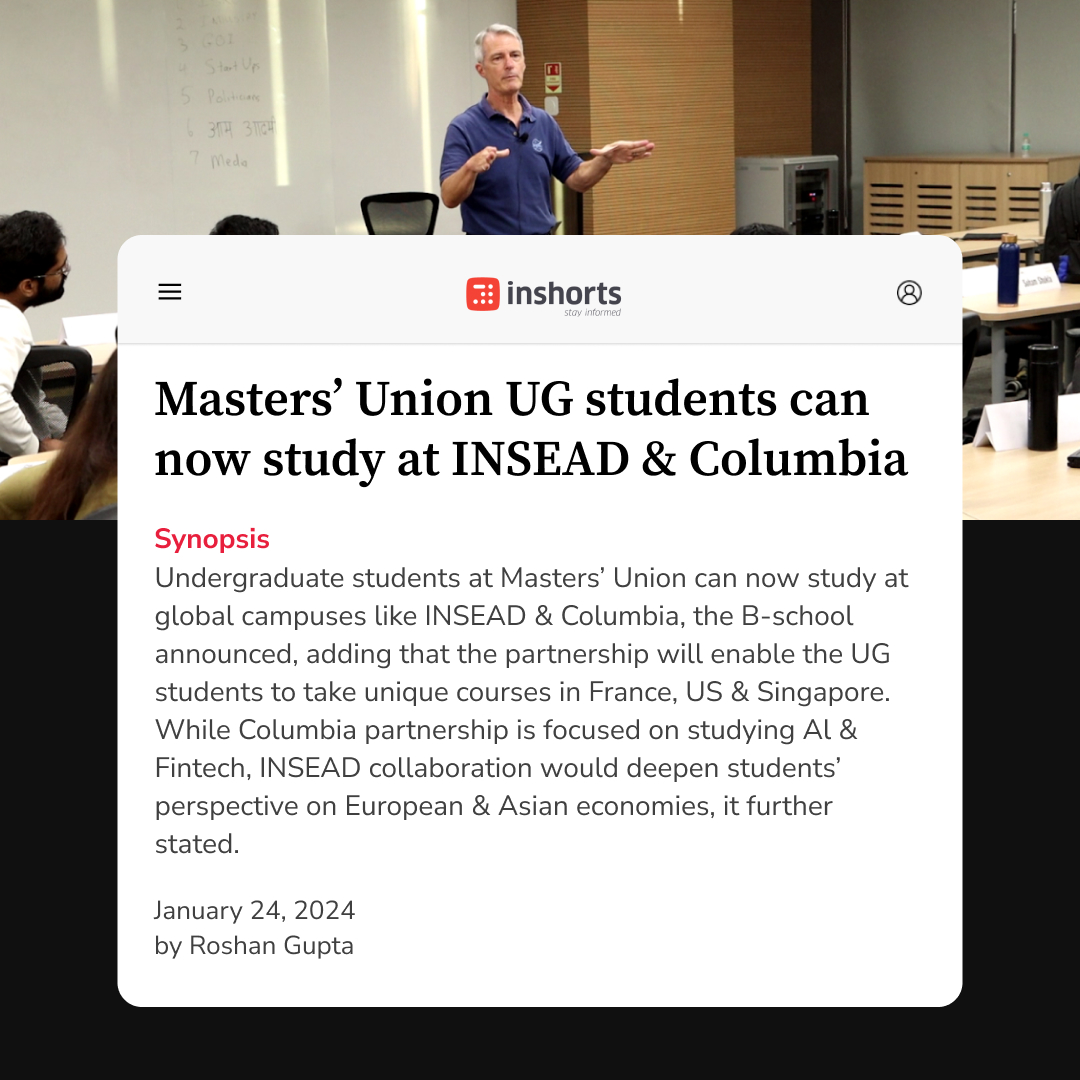 3 GOI
4 Start Ups
5 Politicians
6 आम आदमी
7 Media
inshorts
stay informed
Masters’ Union UG students can
now study at INSEAD & Columbia
Synopsis
Undergraduate students at Masters’ Union can now study at
global campuses like INSEAD & Columbia, the B-school
announced, adding that the partnership will enable the UG
students to take unique courses in France, US & Singapore.
While Columbia partnership is focused on studying Al &
Fintech, INSEAD collaboration would deepen students’
perspective on European & Asian economies, it further
stated.
January 24, 2024
by Roshan Gupta